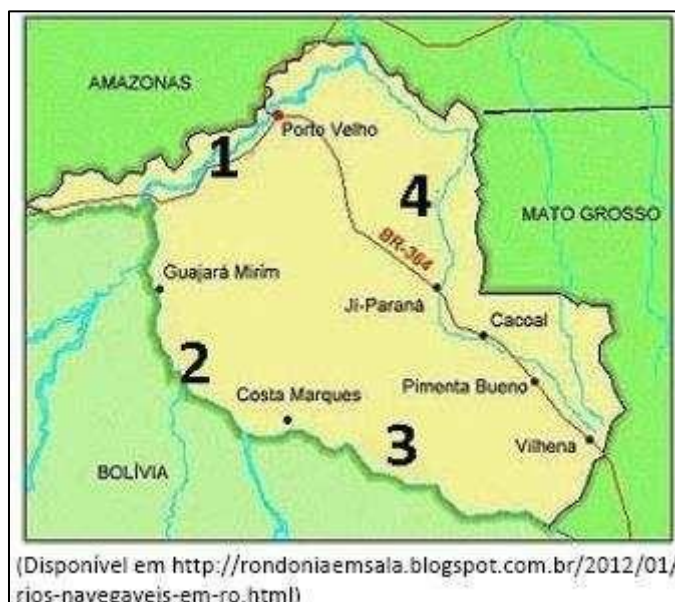 AMAZONAS
1
Porto Velho
4
MATO GROSSO
BR-364
Guajará Mirim
Jí-Paraná
Cacoal
2
Costa Marques
Pimenta Bueno
3
Vilhena
BOLÍVIA
(Disponível em http://rondoniaemsala.blogspot.com.br/2012/01/
rios-navegaveis-em-ro.html)